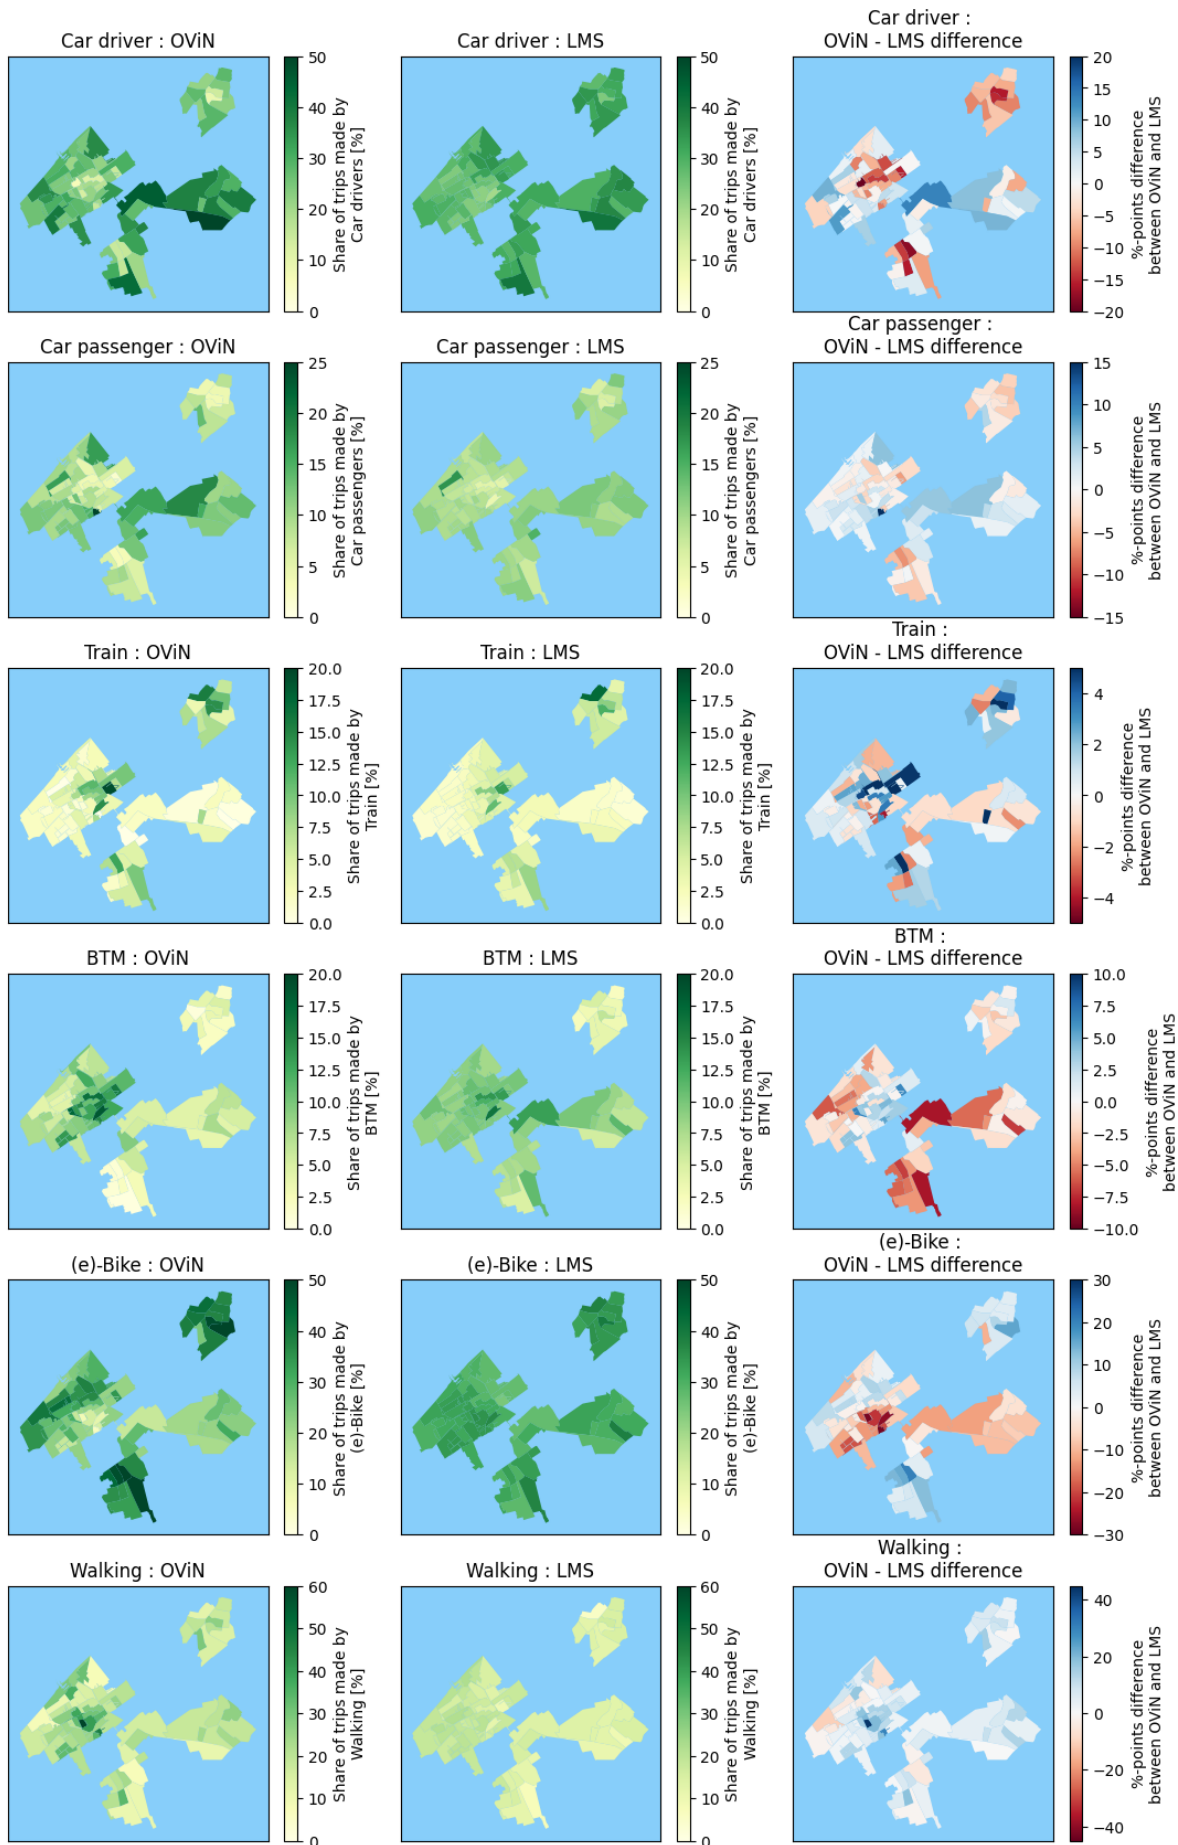 Car driver : OViN
50
40
30
20
10
0
Share of trips made by
Car drivers [%]
Car driver : LMS
50
40
30
20
10
0
Share of trips made by
Car drivers [%]
Car driver :
OViN - LMS difference
20
15
10
5
0
−5
−10
−15
−20
%-points difference
between OViN and LMS
Car passenger : OViN
25
20
15
10
5
0
Share of trips made by
Car passengers [%]
Car passenger : LMS
25
20
15
10
5
0
Share of trips made by
Car passengers [%]
Car passenger :
OViN - LMS difference
15
10
5
0
−5
−10
−15
%-points difference
between OViN and LMS
Train : OViN
20.0
17.5
15.0
12.5
10.0
7.5
5.0
2.5
0.0
Share of trips made by
Train [%]
Train : LMS
20.0
17.5
15.0
12.5
10.0
7.5
5.0
2.5
0.0
Share of trips made by
Train [%]
Train :
OViN - LMS difference
4
2
0
−2
−4
%-points difference
between OViN and LMS
BTM : OViN
20.0
17.5
15.0
12.5
10.0
7.5
5.0
2.5
0.0
Share of trips made by
BTM [%]
BTM : LMS
20.0
17.5
15.0
12.5
10.0
7.5
5.0
2.5
0.0
Share of trips made by
BTM [%]
BTM :
OViN - LMS difference
10.0
7.5
5.0
2.5
0.0
−2.5
−5.0
−7.5
−10.0
%-points difference
between OViN and LMS
(e)-Bike : OViN
50
40
30
20
10
0
Share of trips made by
(e)-Bike [%]
(e)-Bike : LMS
50
40
30
20
10
0
Share of trips made by
(e)-Bike [%]
(e)-Bike :
OViN - LMS difference
30
20
10
0
−10
−20
−30
%-points difference
between OViN and LMS
Walking : OViN
60
50
40
30
20
10
0
Share of trips made by
Walking [%]
Walking : LMS
60
50
40
30
20
10
0
Share of trips made by
Walking [%]
Walking :
OViN - LMS difference
40
20
0
−20
−40
%-points difference
between OViN and LMS